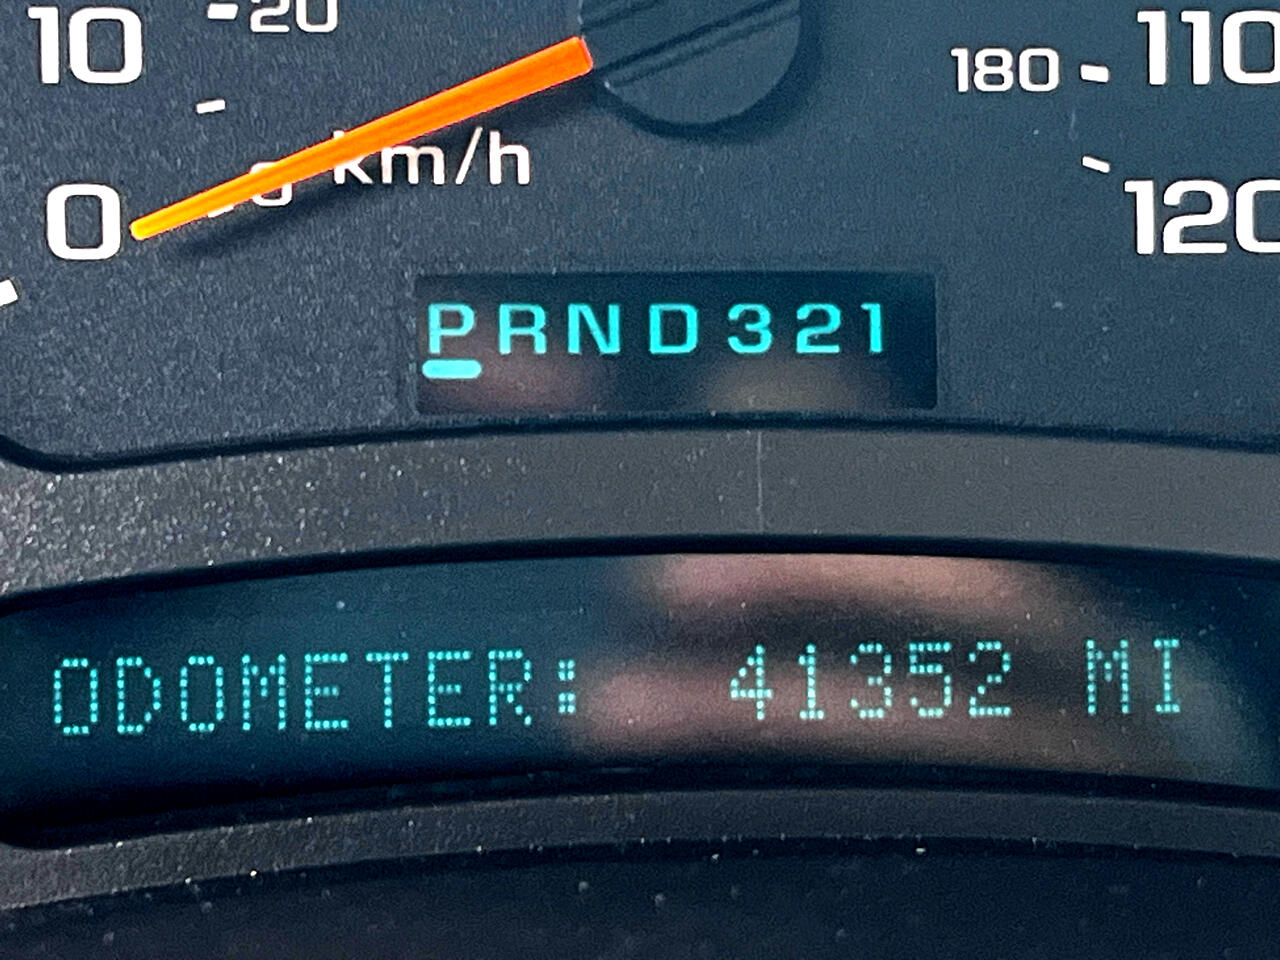 10 20 180 110
km/h
0 120
PRND321
ODOMETER: 41352 MI